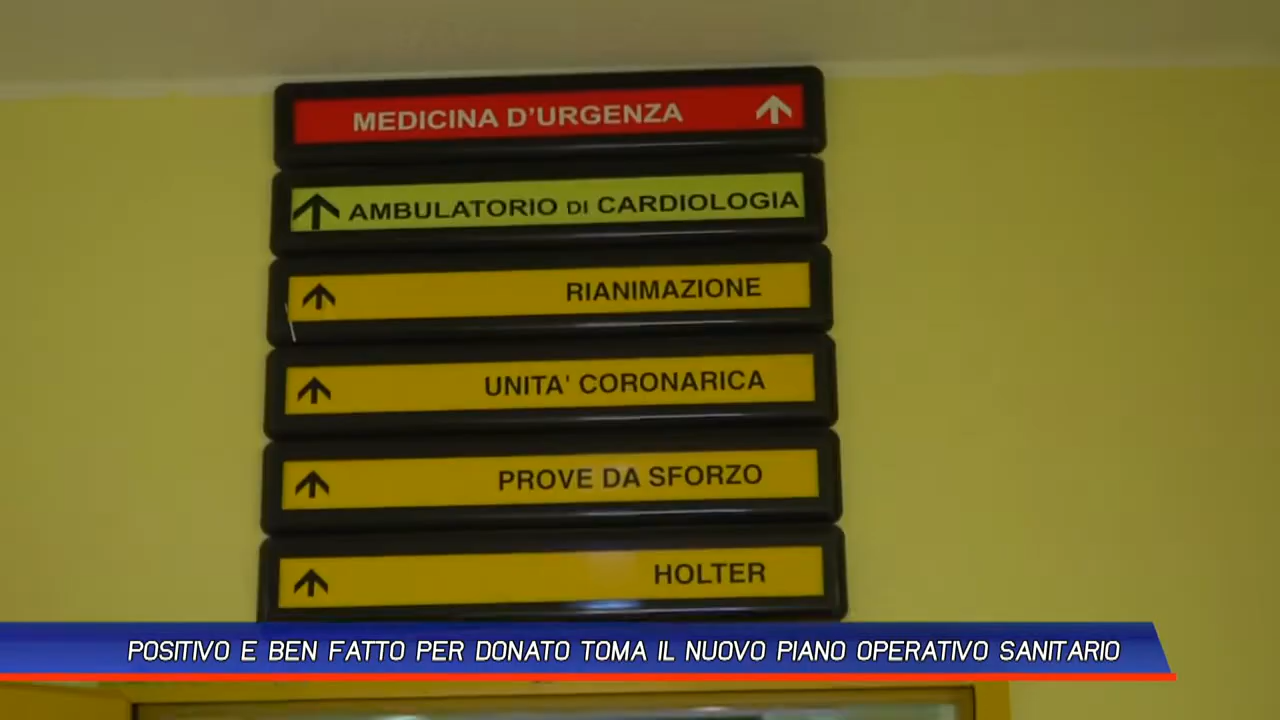 MEDICINA D'URGENZA
AMBULATORIO DI CARDIOLOGIA
RIANIMAZIONE
UNITA' CORONARICA
PROVE DA SFORZO
HOLTER
POSITIVO E BEN FATTO PER DONATO TOMA IL NUOVO PIANO OPERATIVO SANITARIO